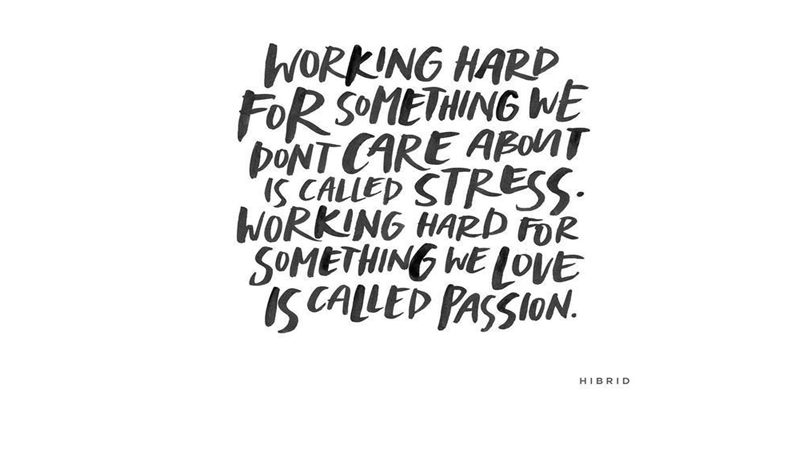 WORKING HARD
FOR SOMETHING WE
DONT CARE ABOUT
IS CALLED STRESS.
WORKING HARD FOR
SOMETHING WE LOVE
IS CALLED PASSION.
HIBRID